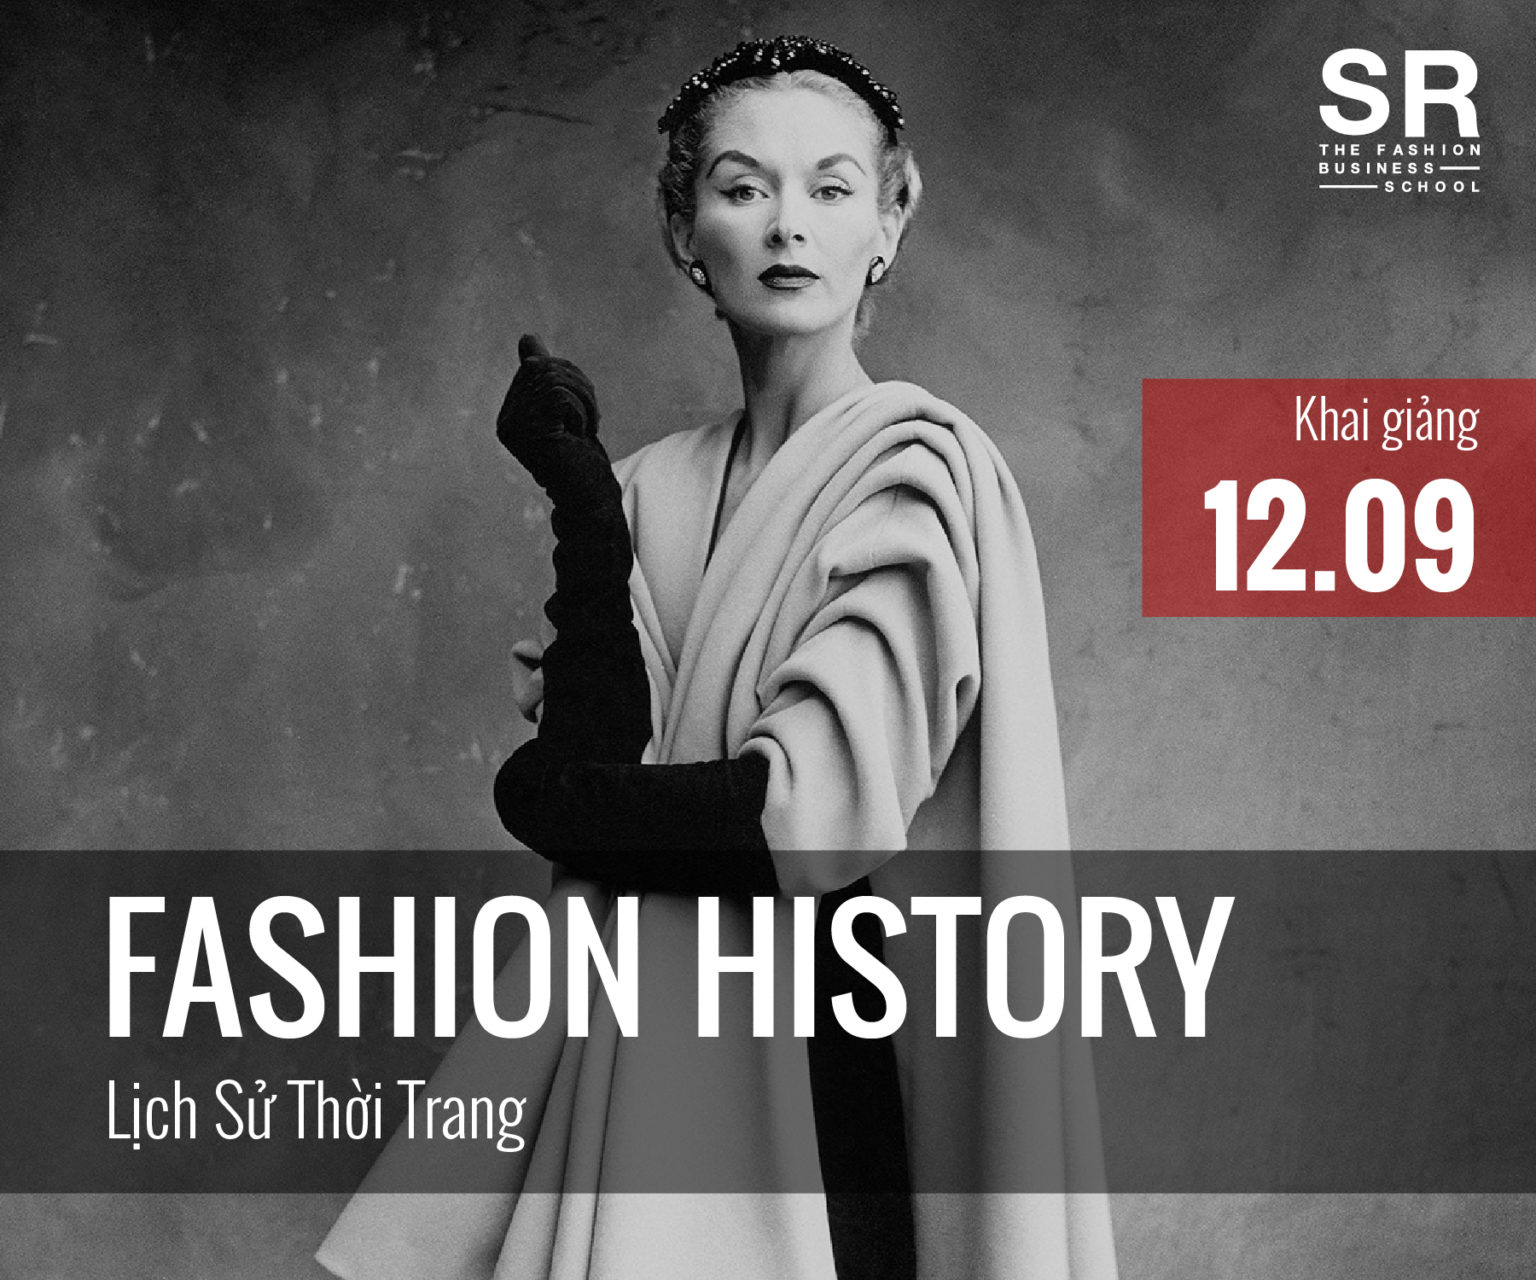 SR
THE FASHION
BUSINESS
SCHOOL
Khai giảng
12.09
FASHION HISTORY
Lịch Sử Thời Trang